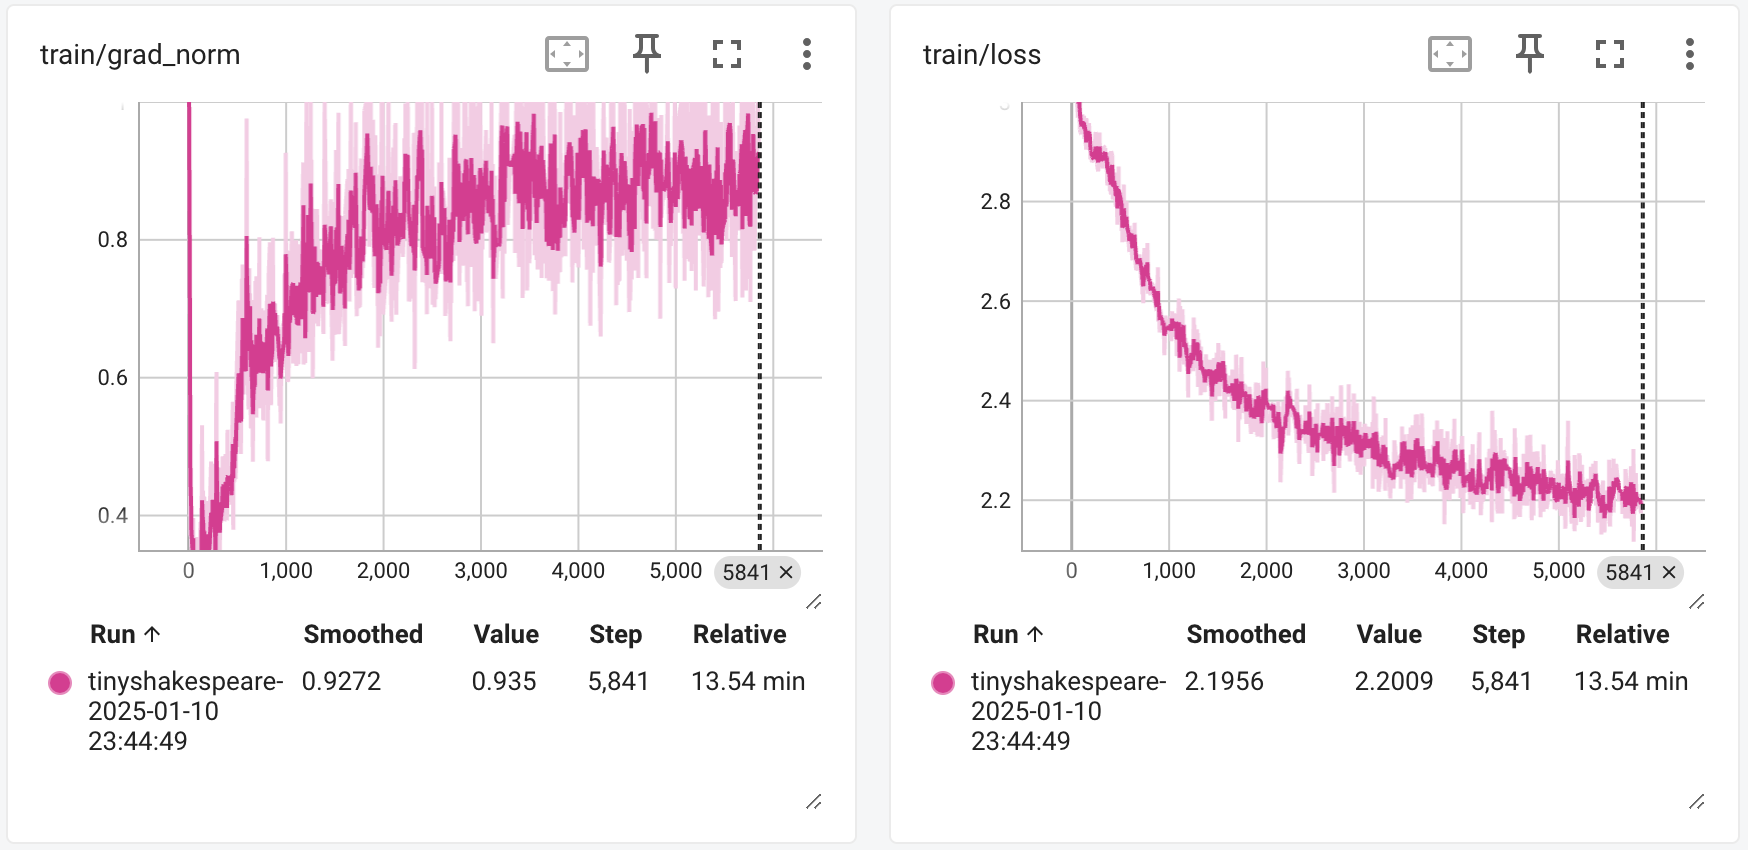 train/grad_norm
0.8
0.6
0.4
0 1,000 2,000 3,000 4,000 5,000 5841 ×
Run ↑ Smoothed Value Step Relative
tinyshakespeare- 0.9272 0.935 5,841 13.54 min
2025-01-10
23:44:49
train/loss
2.8
2.6
2.4
2.2
0 1,000 2,000 3,000 4,000 5,000 5841 ×
Run ↑ Smoothed Value Step Relative
tinyshakespeare- 2.1956 2.2009 5,841 13.54 min
2025-01-10
23:44:49